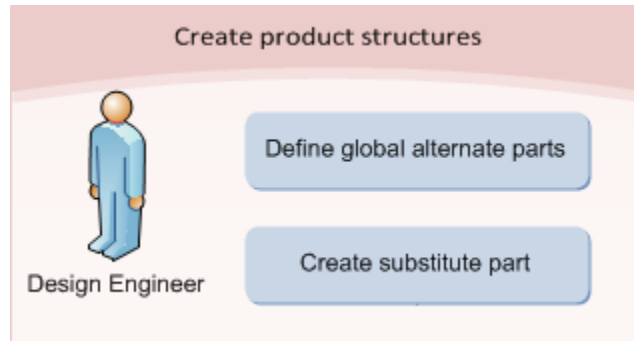 Create product structures
Define global alternate parts
Create substitute part
Design Engineer